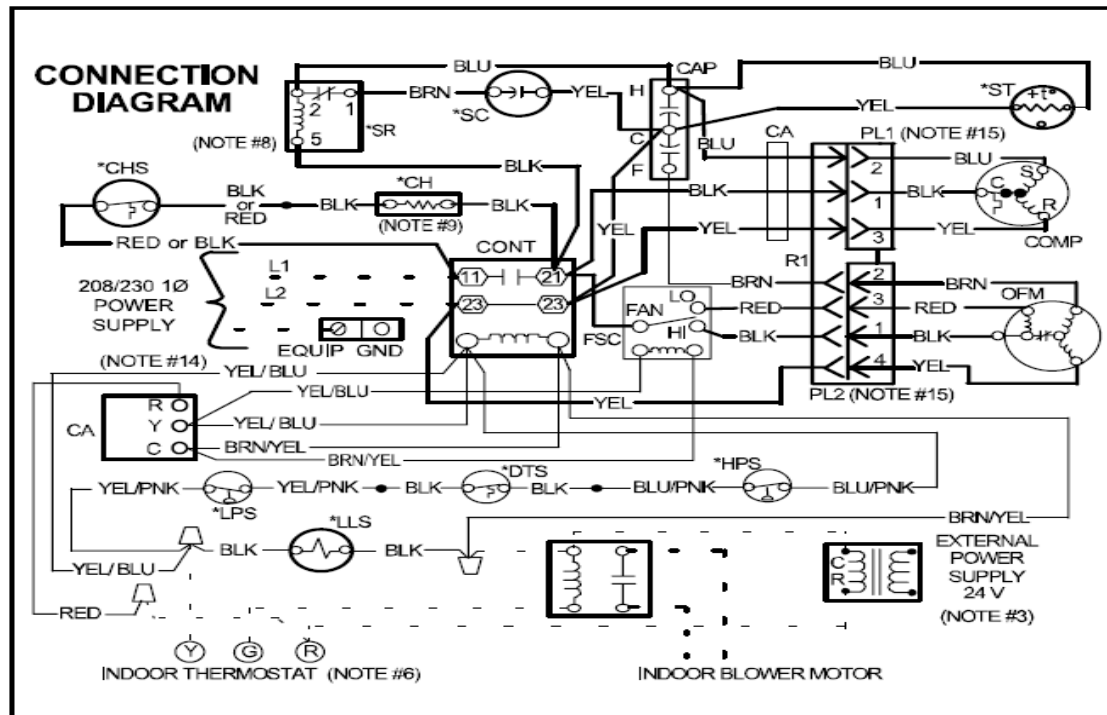 CONNECTION
DIAGRAM
BLU
CAP
BLU
H
BRN
*SC
YEL
YEL
*ST
+t°
2
1
*SR
5
(NOTE #8)
C
BLU
CA
PL1 (NOTE #15)
*CHS
BLK
F
2
BLU
S
BLK
or
RED
BLK
*CH
BLK
(NOTE #9)
BLK
1
BLK
C
R
RED or BLK
CONT
YEL
YEL
3
YEL
COMP
L1
11
21
R1
208/230 1Ø
POWER
SUPPLY
L2
23
23
BRN
2
BRN
LO
FAN
RED
3
RED
OFM
HI
EQUIP GND
FSC
BLK
1
BLK
(NOTE #14)
YEL/BLU
YEL/BLU
4
YEL
YEL
PL2 (NOTE #15)
R
CA
Y
YEL/BLU
C
BRN/YEL
BRN/YEL
YEL/PNK
*LPS
YEL/PNK
BLK
*DTS
BLK
BLU/PNK
*HPS
BLU/PNK
BRN/YEL
BLK
*LLS
BLK
YEL/BLU
C
R
EXTERNAL
POWER
SUPPLY
24 V
(NOTE #3)
RED
Y
G
R
INDOOR THERMOSTAT (NOTE #6)
INDOOR BLOWER MOTOR